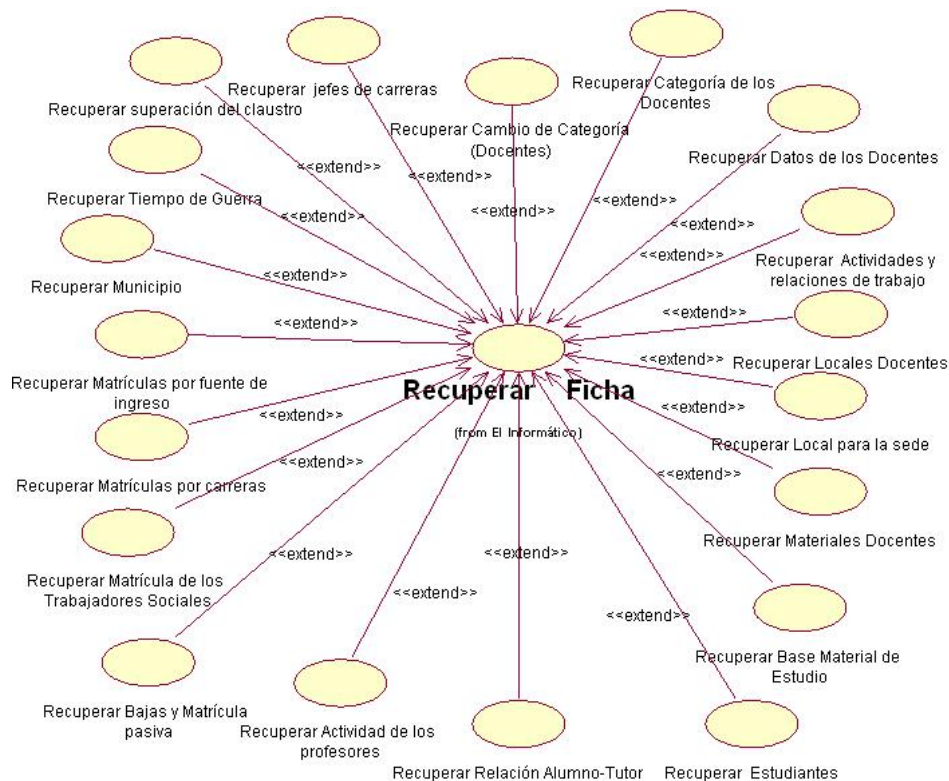 Recuperar superación del claustro
Recuperar jefes de carreras
Recuperar Cambio de Categoría
(Docentes)
Recuperar Categoría de los
Docentes
Recuperar Datos de los Docentes
<<extend>>
<<extend>>
<<extend>>
<<extend>>
Recuperar Tiempo de Guerra
<<extend>>
<<extend>>
<<extend>>
Recuperar Actividades y
relaciones de trabajo
Recuperar Municipio
<<extend>>
<<extend>>
<<extend>>
Recuperar Locales Docentes
Recuperar Matrículas por fuente de
ingreso
<<extend>>
Recuperar Ficha
(from El Informático)
<<extend>>
<<extend>>
Recuperar Local para la sede
Recuperar Matrículas por carreras
<<extend>>
<<extend>>
Recuperar Materiales Docentes
Recuperar Matrícula de los
Trabajadores Sociales
<<extend>>
<<extend>>
<<extend>>
<<extend>>
Recuperar Base Material de
Estudio
Recuperar Bajas y Matrícula
pasiva
Recuperar Actividad de los
profesores
Recuperar Relación Alumno-Tutor
Recuperar Estudiantes